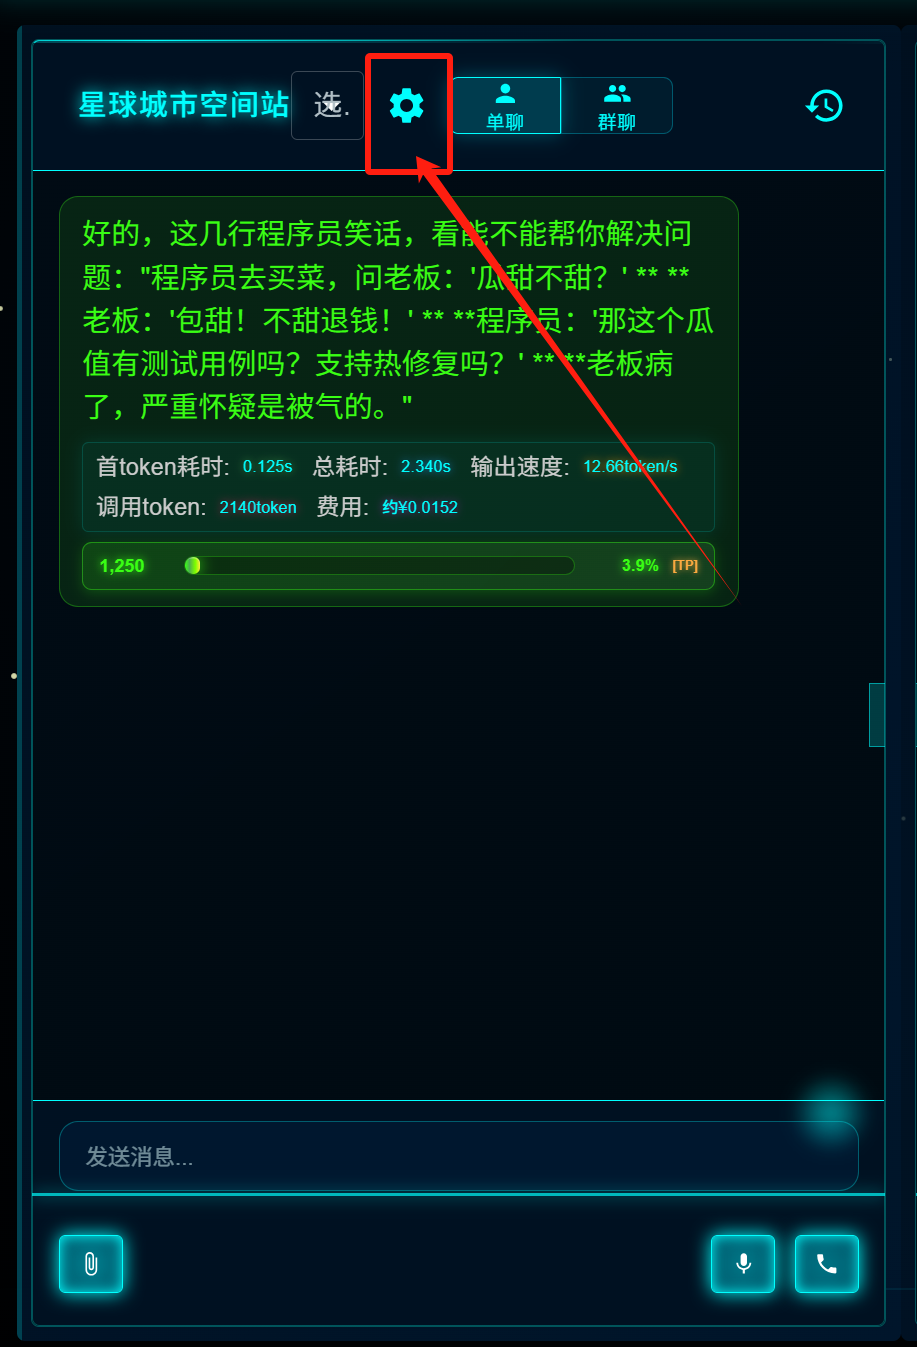 星球城市空间站
选.
单聊
群聊
好的，这几行程序员笑话，看能不能帮你解决问
题："程序员去买菜，问老板：'瓜甜不甜？' ** **
老板：'包甜！不甜退钱！' ** **程序员：'那这个瓜
值有测试用例吗？支持热修复吗？' ** **老板病
了，严重怀疑是被气的。"
首token耗时: 0.125s 总耗时: 2.340s 输出速度: 12.66token/s
调用token: 2140token 费用: 约¥0.0152
1,250 3.9% [TP]
发送消息...